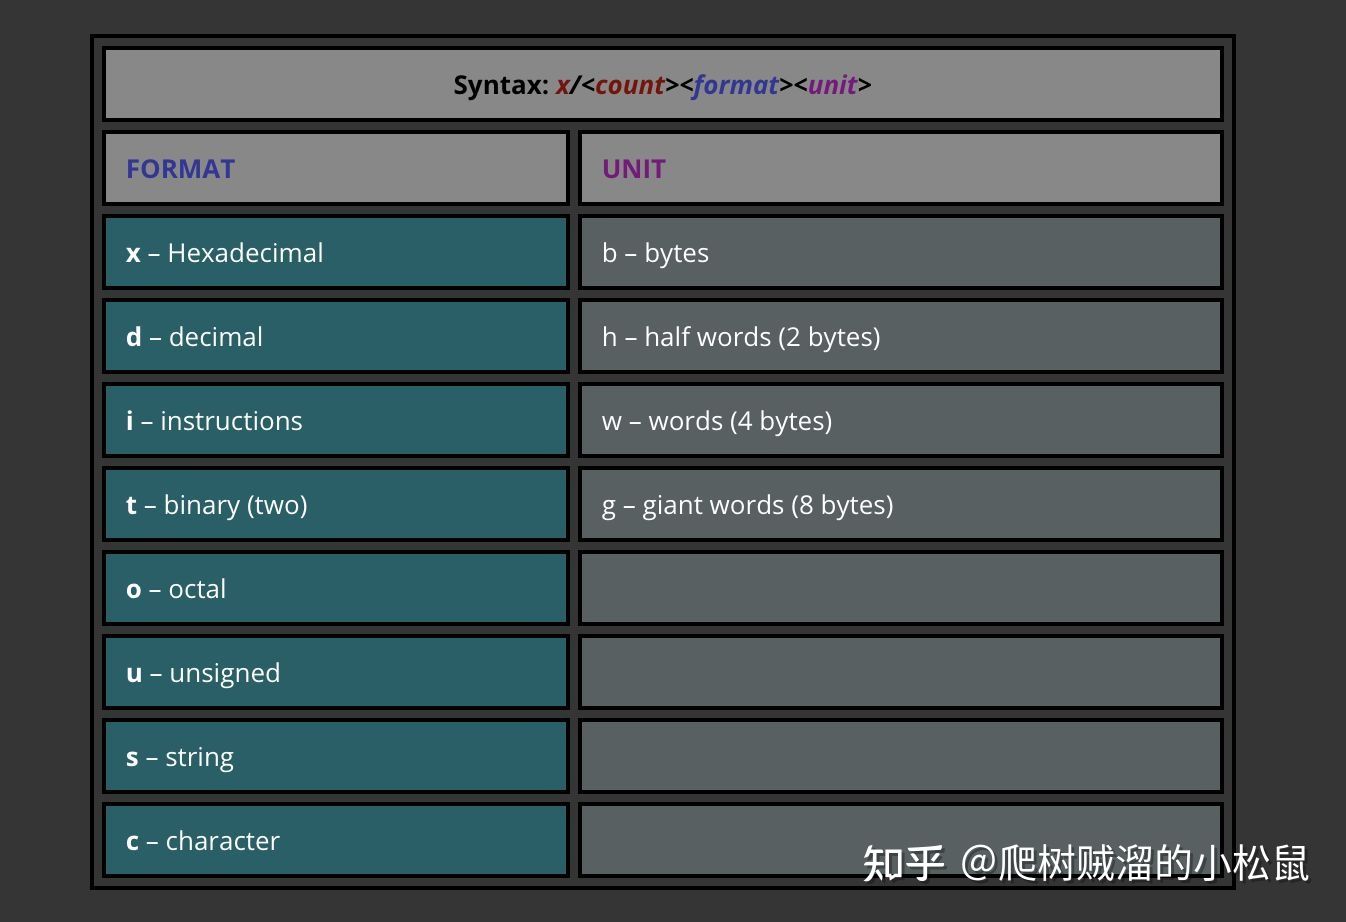 Syntax: x/<count><format><unit>
FORMAT
UNIT
x – Hexadecimal
b – bytes
d – decimal
h – half words (2 bytes)
i – instructions
w – words (4 bytes)
t – binary (two)
g – giant words (8 bytes)
o – octal
u – unsigned
s – string
c – character
知乎 @爬树贼溜的小松鼠